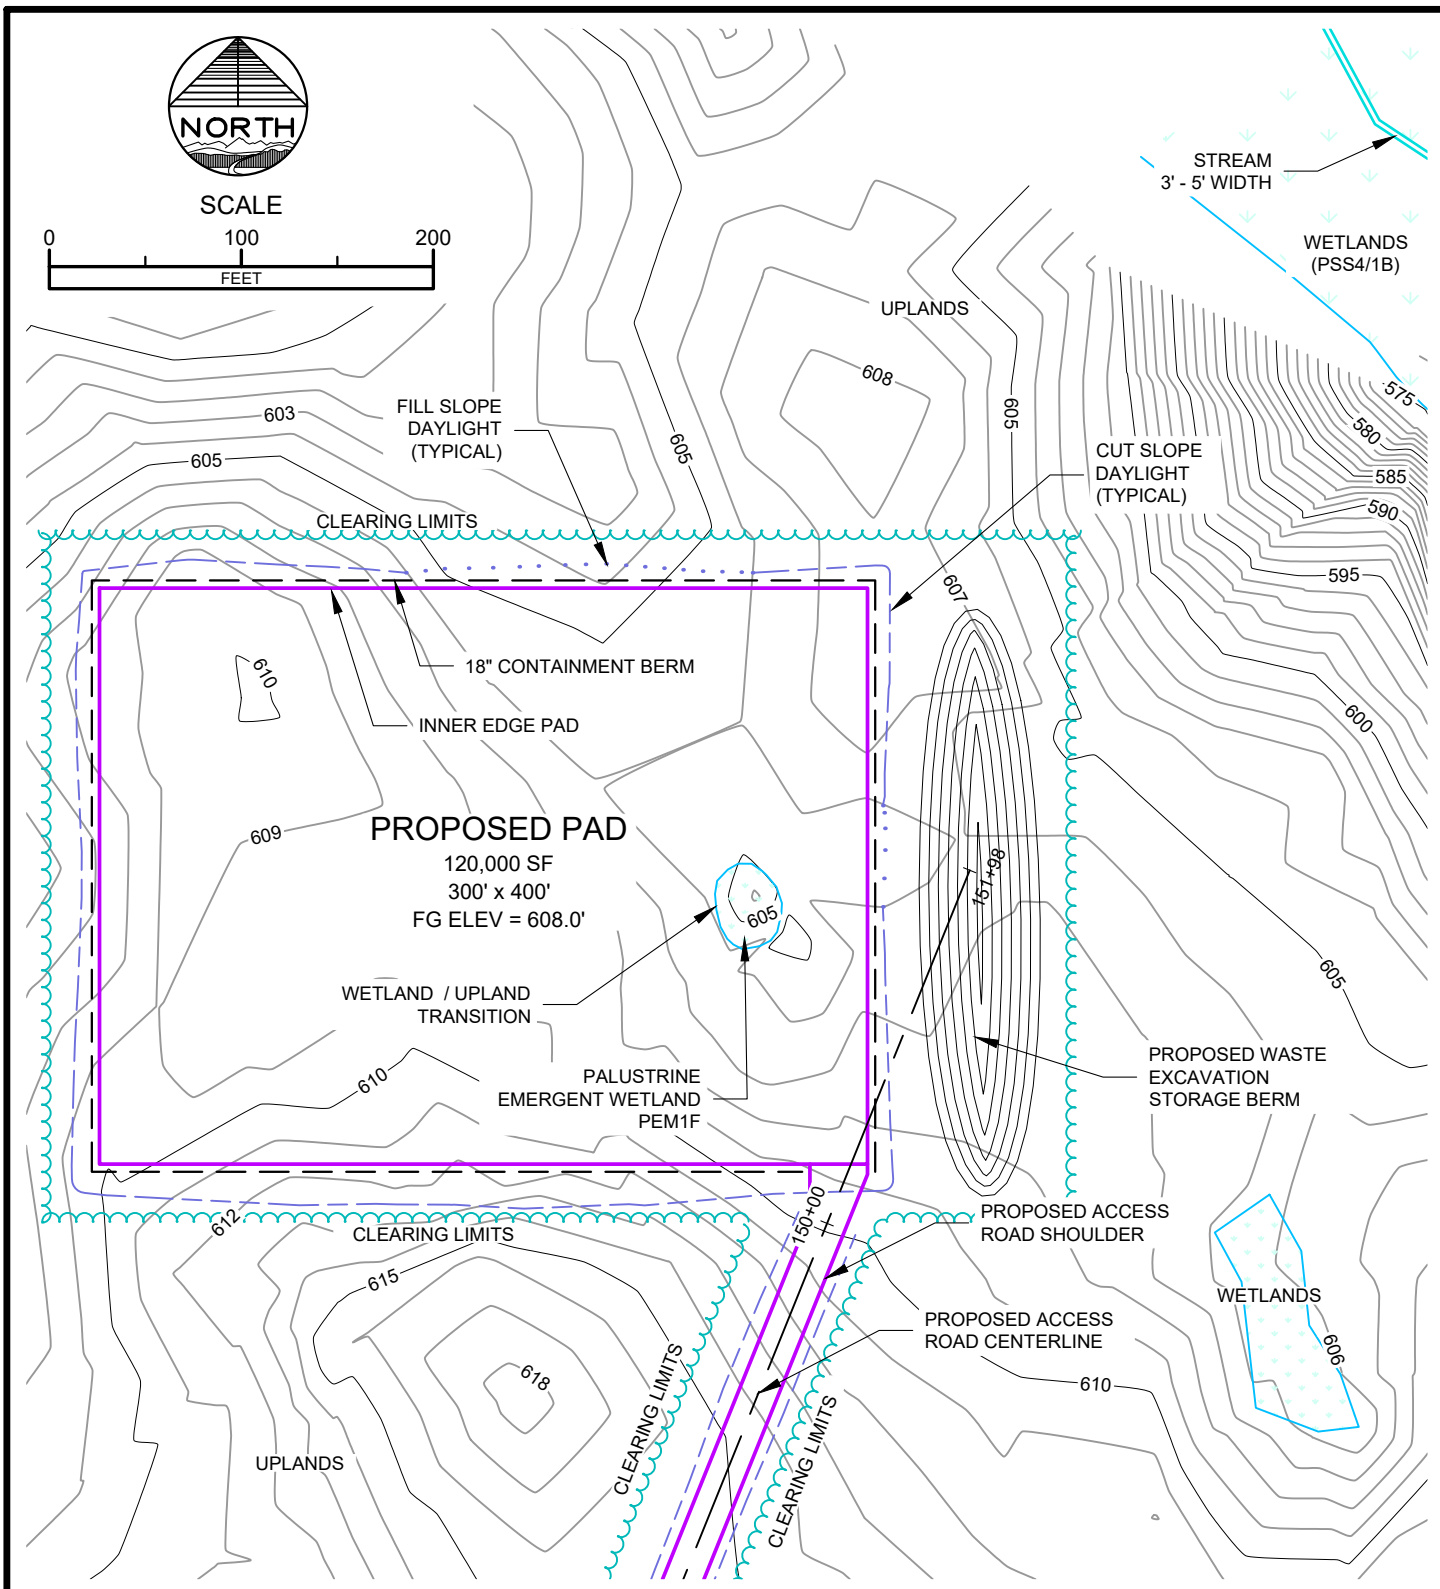 NORTH
SCALE
0 100 200
FEET
STREAM
3' - 5' WIDTH
WETLANDS
(PSS4/1B)
UPLANDS
608
575
580
585
590
595
600
603
605
605
605
FILL SLOPE
DAYLIGHT
(TYPICAL)
CUT SLOPE
DAYLIGHT
(TYPICAL)
CLEARING LIMITS
607
610
18" CONTAINMENT BERM
INNER EDGE PAD
609
PROPOSED PAD
120,000 SF
300' x 400'
FG ELEV = 608.0'
605
151+98
605
WETLAND / UPLAND
TRANSITION
610
PALUSTRINE
EMERGENT WETLAND
PEM1F
PROPOSED WASTE
EXCAVATION
STORAGE BERM
612
CLEARING LIMITS
150+00
PROPOSED ACCESS
ROAD SHOULDER
615
WETLANDS
606
PROPOSED ACCESS
ROAD CENTERLINE
618
610
CLEARING LIMITS
CLEARING LIMITS
UPLANDS